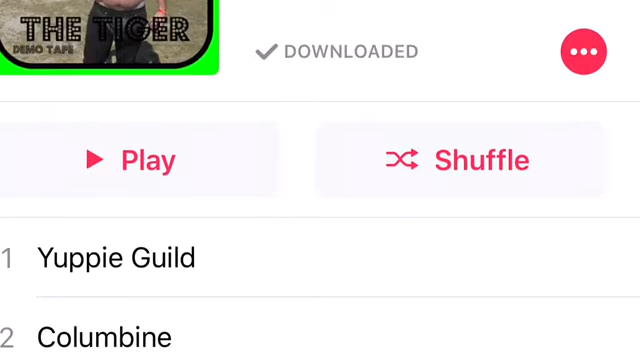 THE TIGER
DEMO TAPE
DOWNLOADED
Play
Shuffle
1 Yuppie Guild
2 Columbine